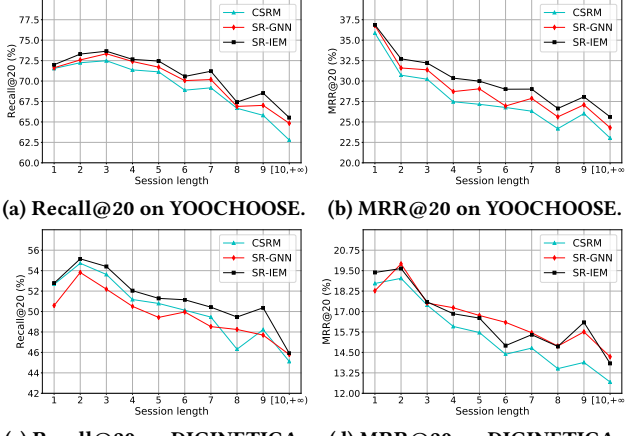 77.5
75.0
72.5
70.0
67.5
65.0
62.5
60.0
Recall@20 (%)
CSRM
SR-GNN
SR-IEM
1 2 3 4 5 6 7 8 9 [10,+∞)
Session length
37.5
35.0
32.5
30.0
27.5
25.0
22.5
20.0
MRR@20 (%)
CSRM
SR-GNN
SR-IEM
1 2 3 4 5 6 7 8 9 [10,+∞)
Session length
(a) Recall@20 on YOOCHOOSE.
(b) MRR@20 on YOOCHOOSE.
56
54
52
50
48
46
44
42
Recall@20 (%)
CSRM
SR-GNN
SR-IEM
1 2 3 4 5 6 7 8 9 [10,+∞)
Session length
20.75
19.50
18.25
17.00
15.75
14.50
13.25
12.00
MRR@20 (%)
CSRM
SR-GNN
SR-IEM
1 2 3 4 5 6 7 8 9 [10,+∞)
Session length